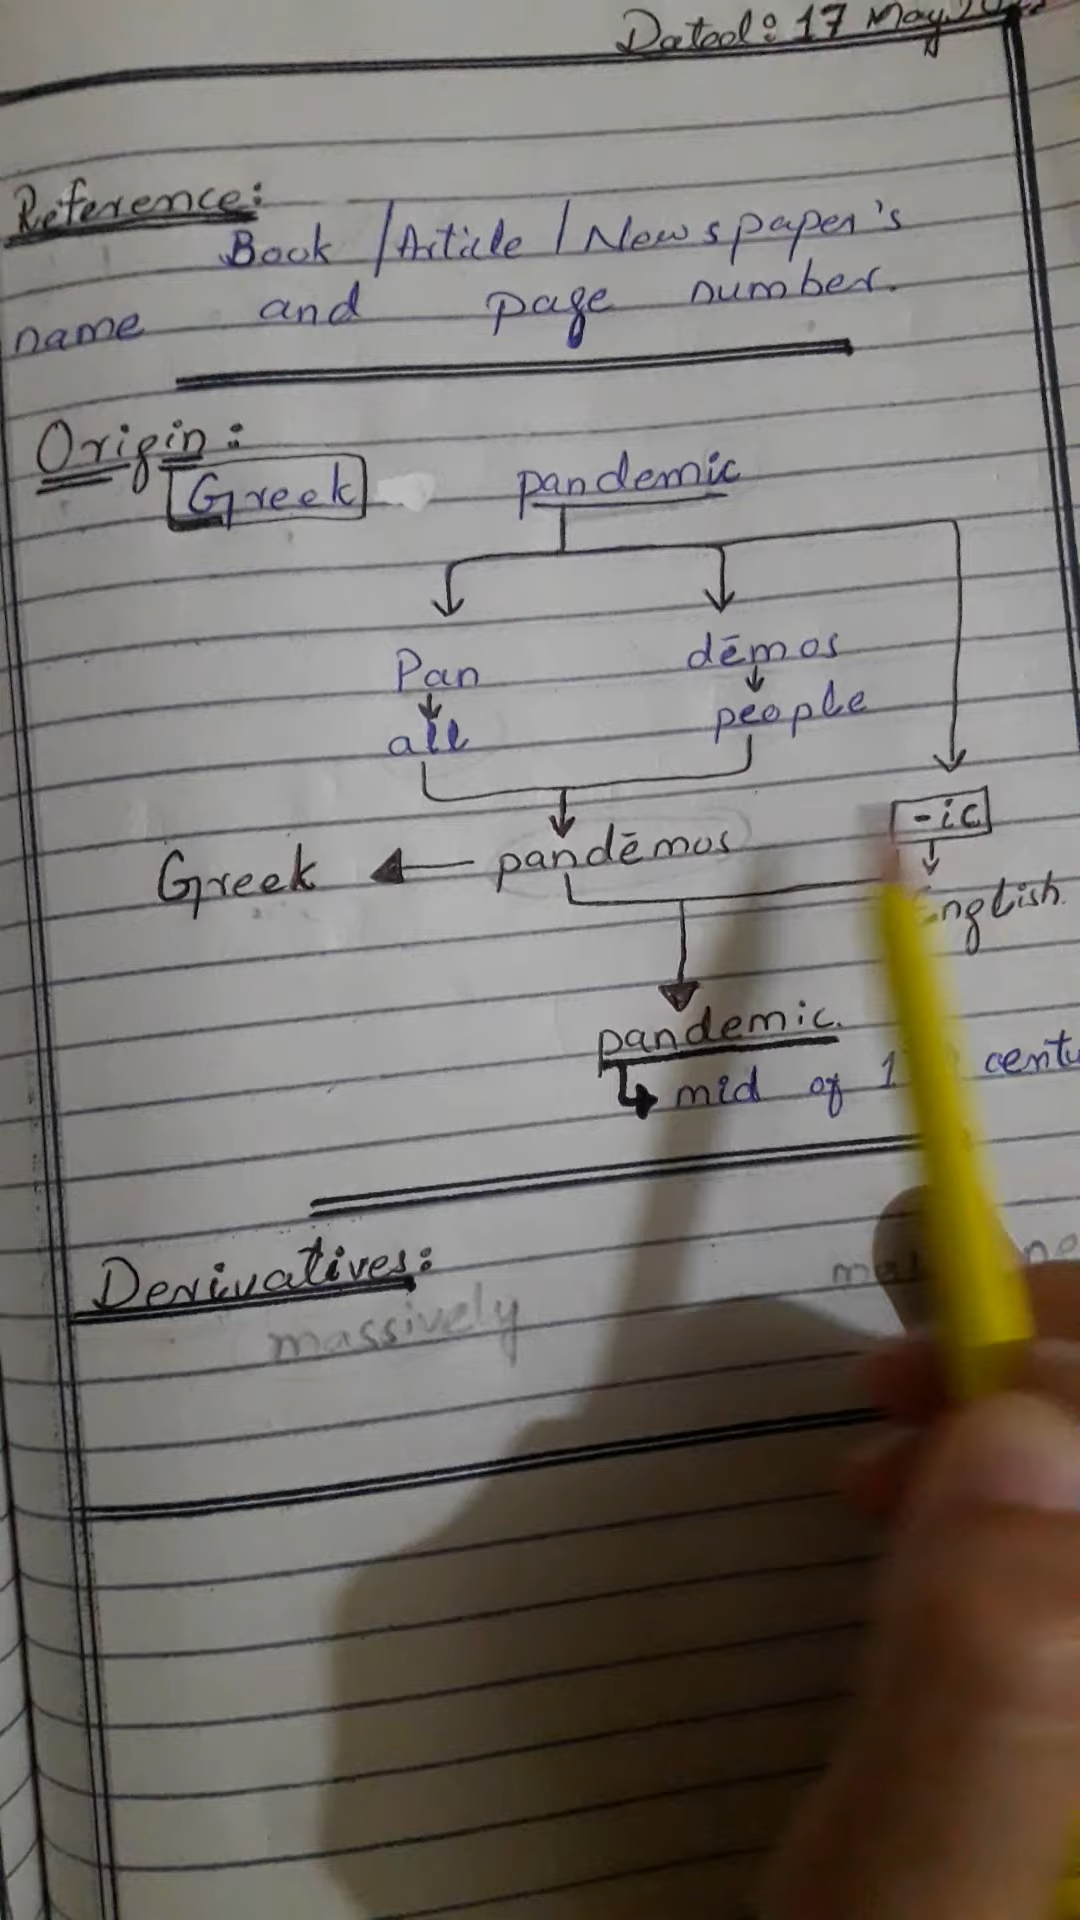 Dated: 17 May
Reference:
Book / Article / Newspaper's
name and page number.
Origin:
Greek pandemic
Pan dēmos
all people
-ic
Greek pandēmos
English.
pandemic.
mid of
Derivatives:
massively